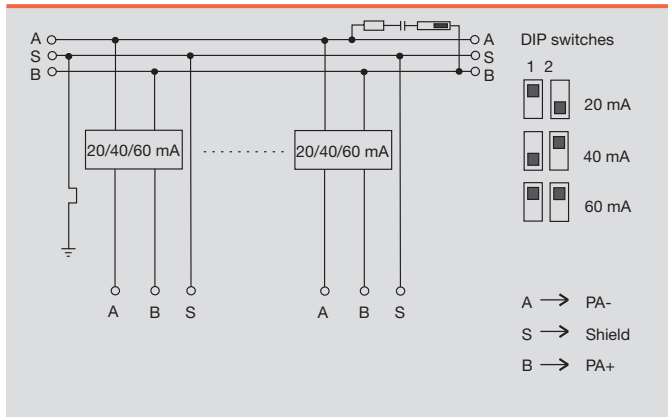 A A
S S
B B
20/40/60 mA 20/40/60 mA
A B S A B S
DIP switches
1 2
20 mA
40 mA
60 mA
A → PA-
S → Shield
B → PA+